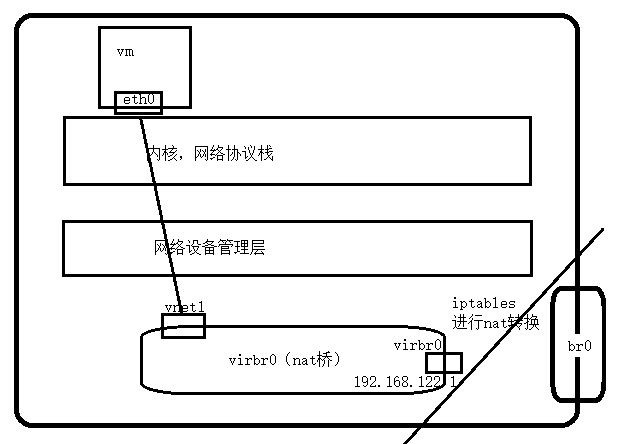 vm
eth0
内核，网络协议栈
网络设备管理层
vnet1
iptables
进行nat转换
virbr0
br0
virbr0（nat桥）
192.168.122.1